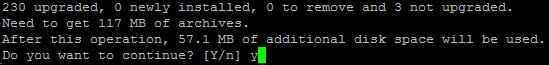 230 upgraded, 0 newly installed, 0 to remove and 3 not upgraded.
Need to get 117 MB of archives.
After this operation, 57.1 MB of additional disk space will be used.
Do you want to continue? [Y/n] y